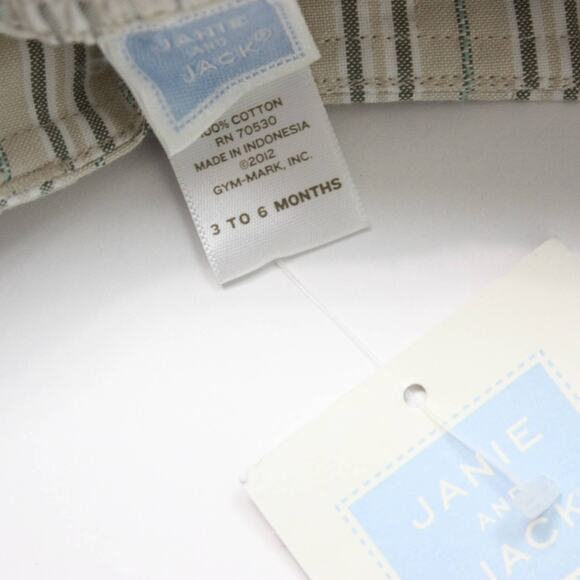 JANIE
AND
JACK®
100% COTTON
RN 70530
MADE IN INDONESIA
©2012
GYM-MARK, INC.
3 TO 6 MONTHS
JANIE
AND
JACK